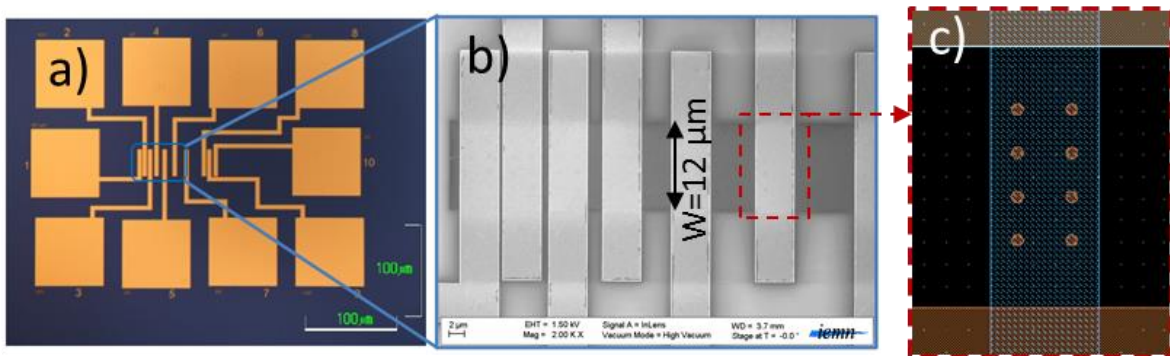 a)
2
4
6
8
1
10
3
5
7
100µm
100µm
b)
W=12 µm
2 µm
EHT = 1.50 kV
Mag = 2.00 K X
Signal A = InLens
Vacuum Mode = High Vacuum
WD = 3.7 mm
Stage at T = -0.0 °
iemn
c)